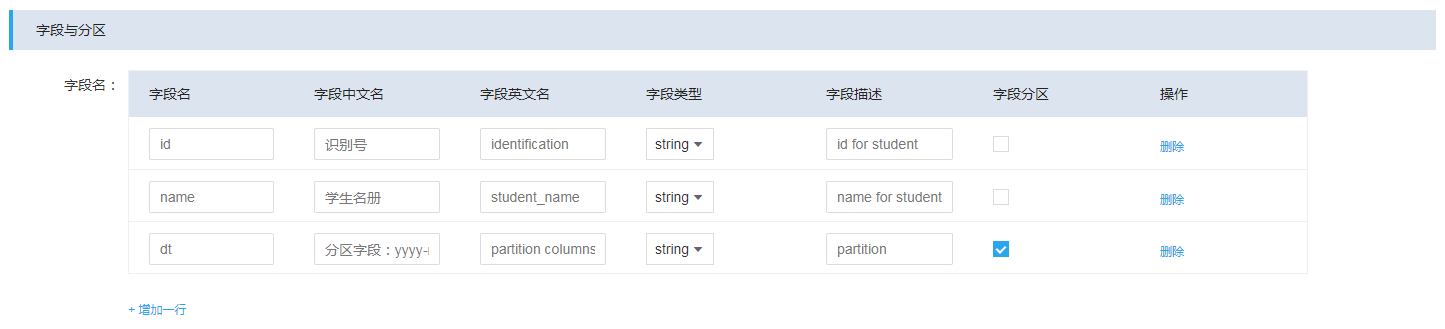 字段与分区
字段名：
字段名 字段中文名 字段英文名 字段类型 字段描述 字段分区 操作
id 识别号 identification string id for student 删除
name 学生名册 student_name string name for student 删除
dt 分区字段：yyyy-r partition columns string partition 删除
+ 增加一行